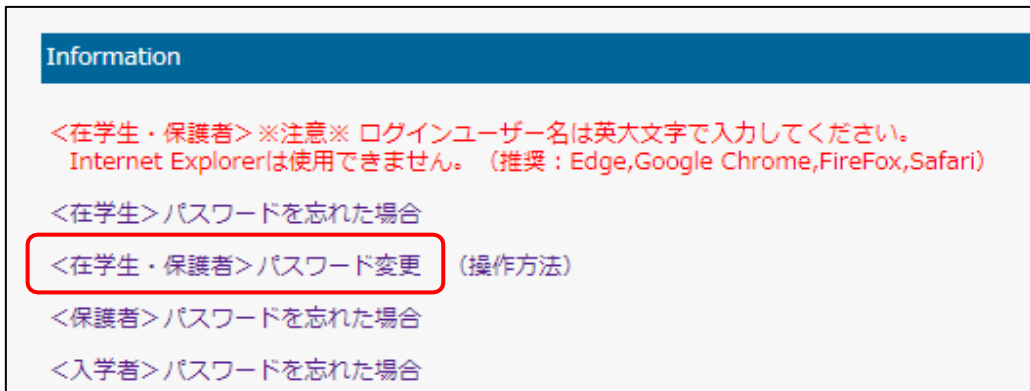 Information
＜在学生・保護者＞※注意※ ログインユーザー名は英大文字で入力してください。
Internet Explorerは使用できません。（推奨：Edge,Google Chrome,FireFox,Safari）
＜在学生＞パスワードを忘れた場合
＜在学生・保護者＞パスワード変更 （操作方法）
＜保護者＞パスワードを忘れた場合
＜入学者＞パスワードを忘れた場合